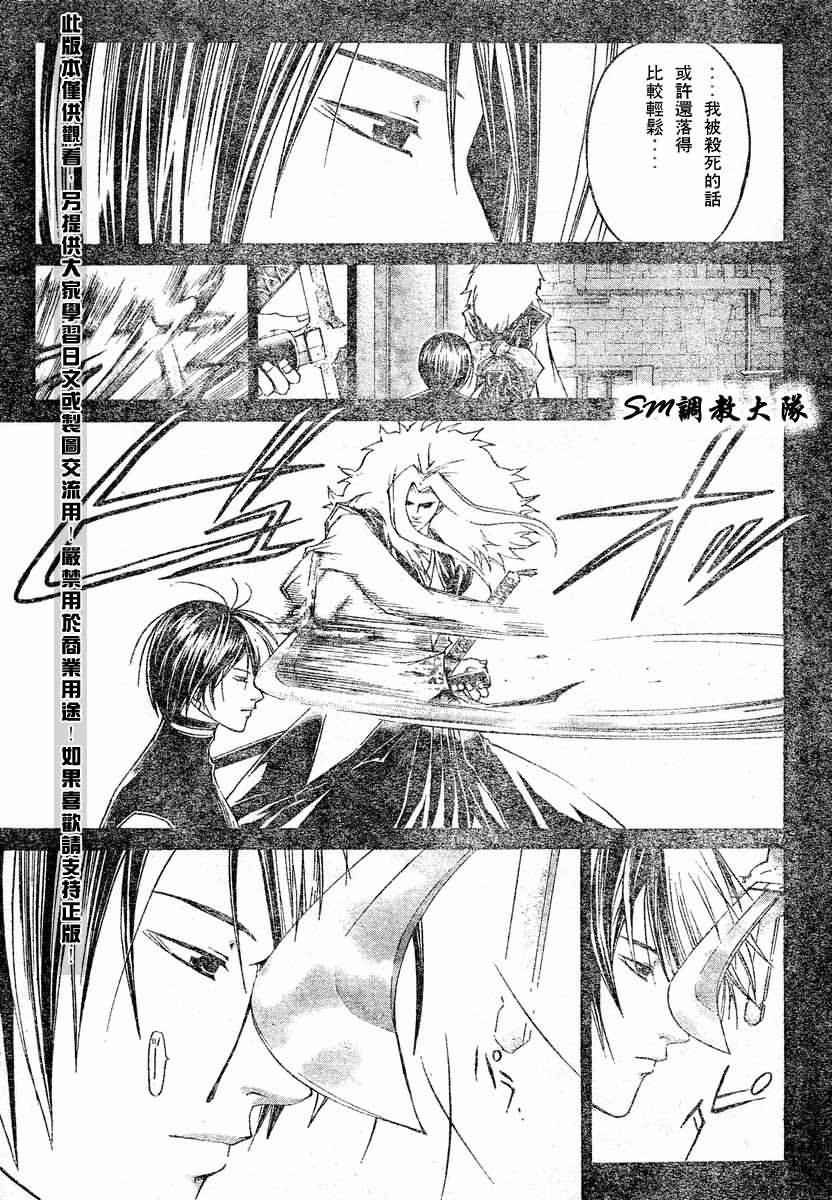 ....我被殺死的話
或許還落得
比較輕鬆....
SM調教大隊
此版本僅供觀看！另提供大家學習日文或製圖交流用！嚴禁用於商業用途！如果喜歡請支持正版！
ピ